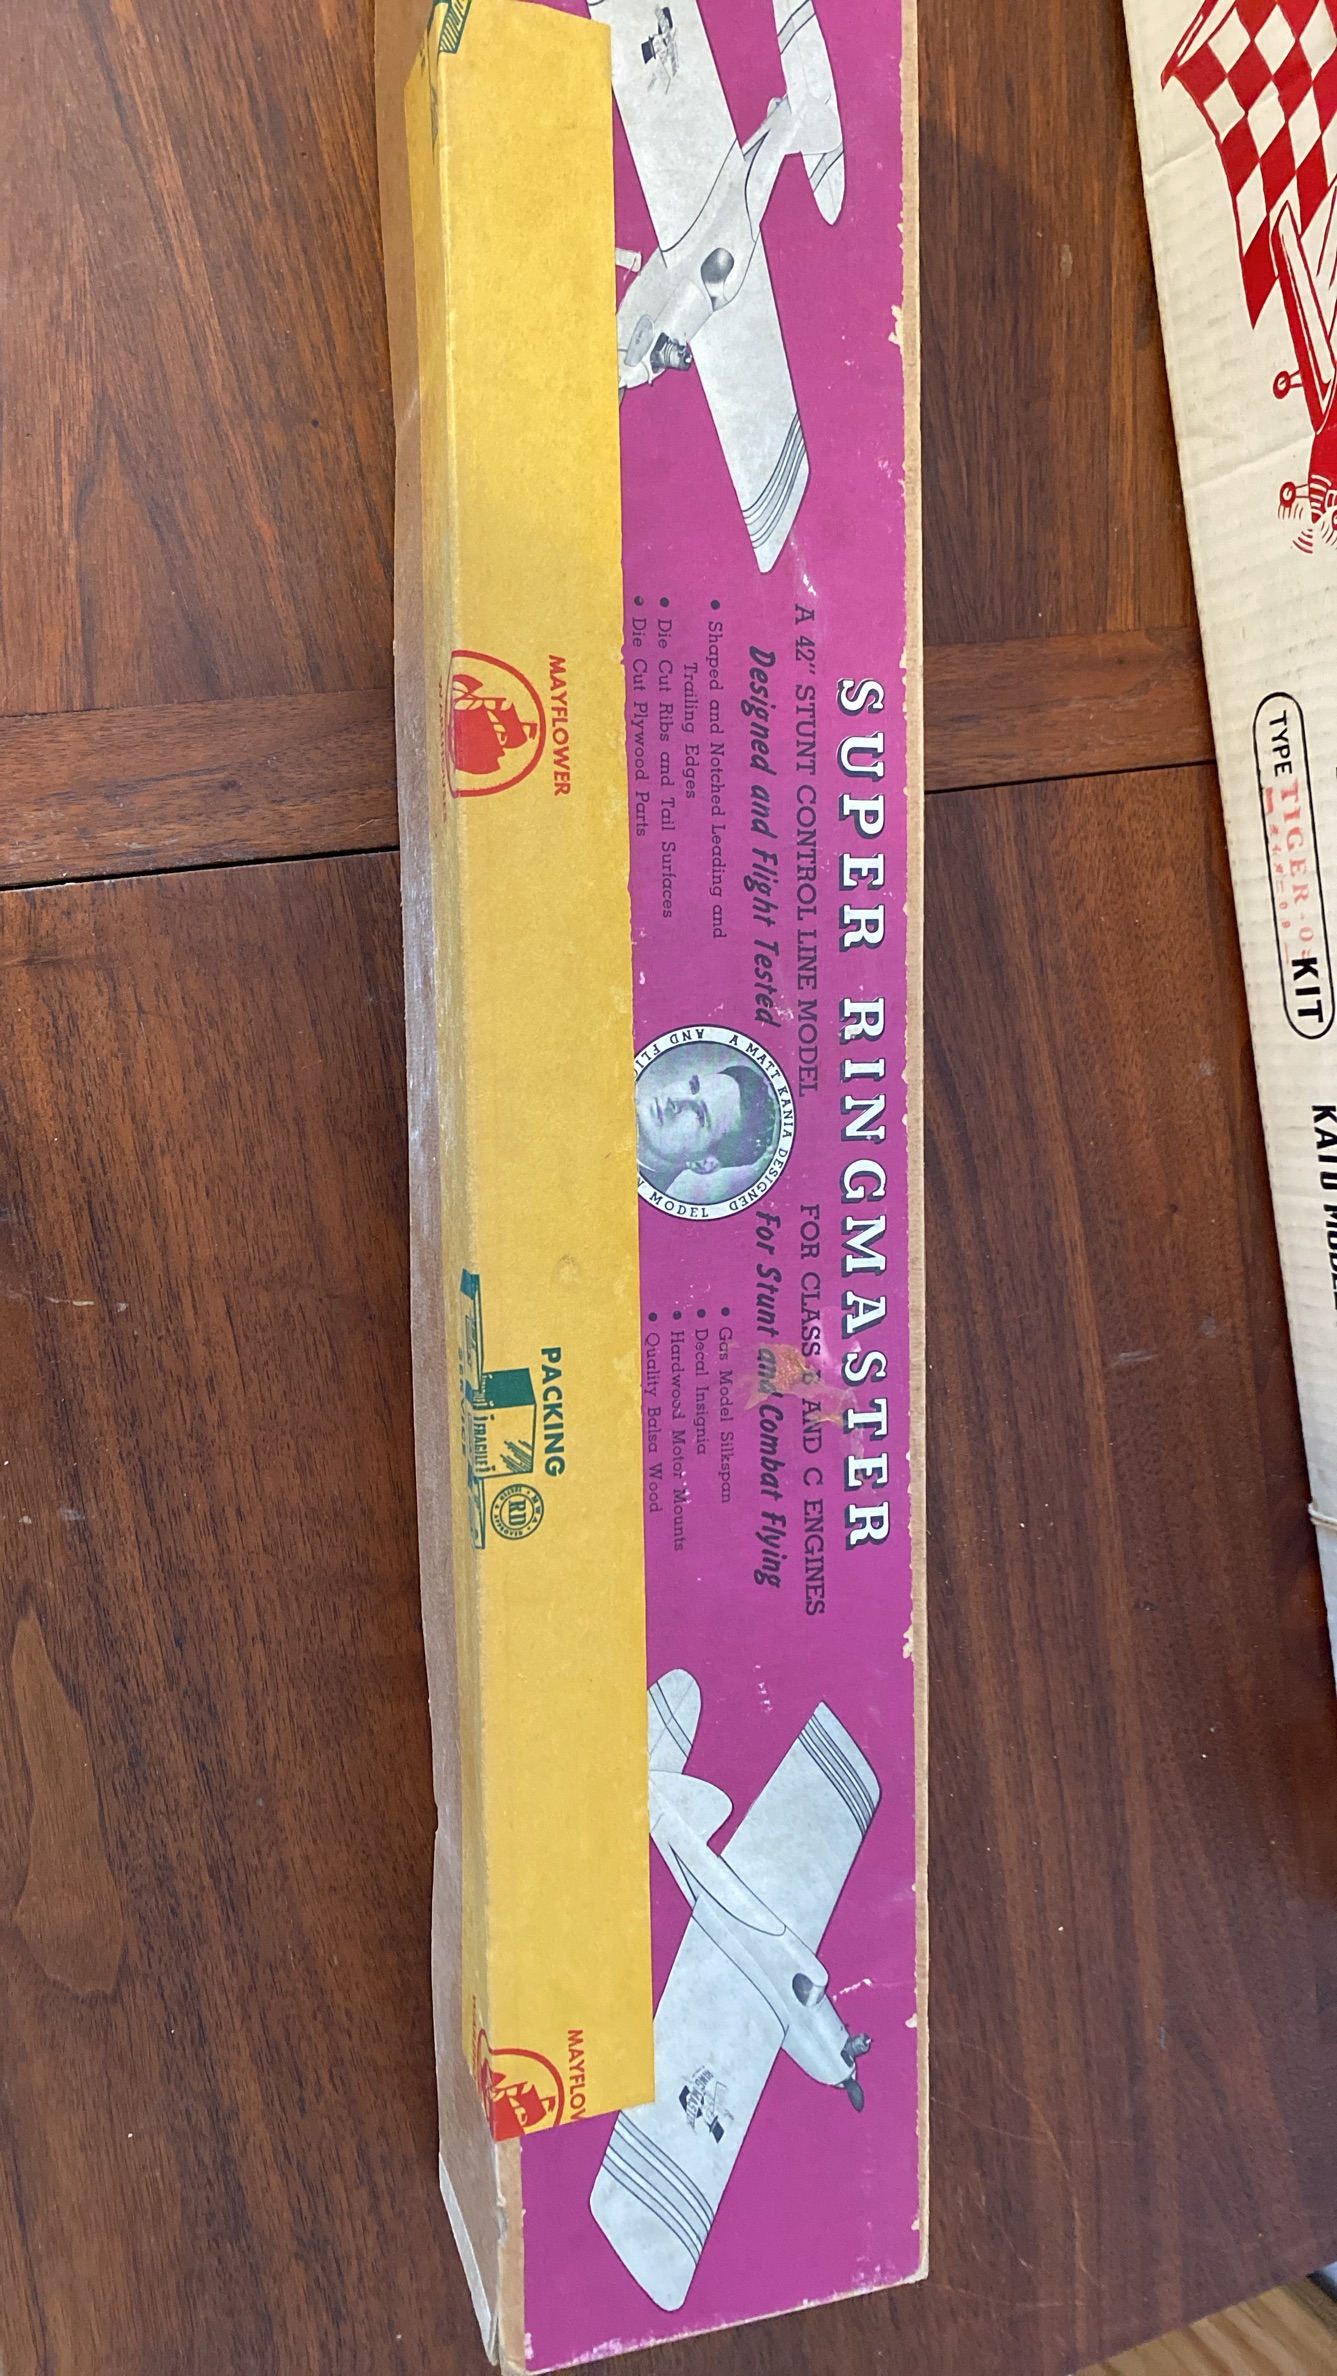 SUPER RINGMASTER
A 42" STUNT CONTROL LINE MODEL
FOR CLASS B AND C ENGINES
Designed and Flight Tested
For Stunt and Combat Flying
• Shaped and Notched Leading and
Trailing Edges
• Die Cut Ribs and Tail Surfaces
• Die Cut Plywood Parts
A MATT KANIA DESIGNED
AND
MODEL
• Gas Model Silkspan
• Decal Insignia
• Hardwood Motor Mounts
• Quality Balsa Wood
MAYFLOWER
PACKING
FRAGILE
RD
MAYFLOW
TYPE TIGER KIT
KATO